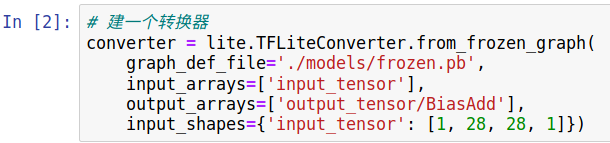 In [2]: # 建一个转换器
converter = lite.TFLiteConverter.from_frozen_graph(
    graph_def_file='./models/frozen.pb',
    input_arrays=['input_tensor'],
    output_arrays=['output_tensor/BiasAdd'],
    input_shapes={'input_tensor': [1, 28, 28, 1]})